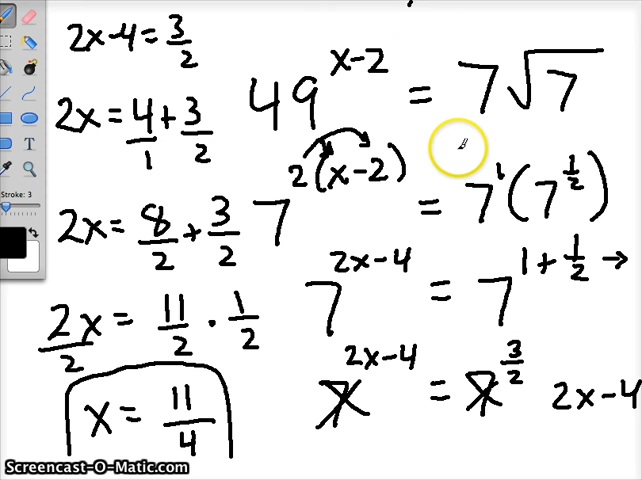 2x-4=3/2
2x=4/1+3/2
2x=8/2+3/2
2x/2=11/2·1/2
x=11/4
49^(x-2)=7√7
7^(2(x-2))=7^1(7^(1/2))
7^(2x-4)=7^(1+1/2)→
7^(2x-4)=7^(3/2) 2x-4
Stroke: 3
Screencast-O-Matic.com